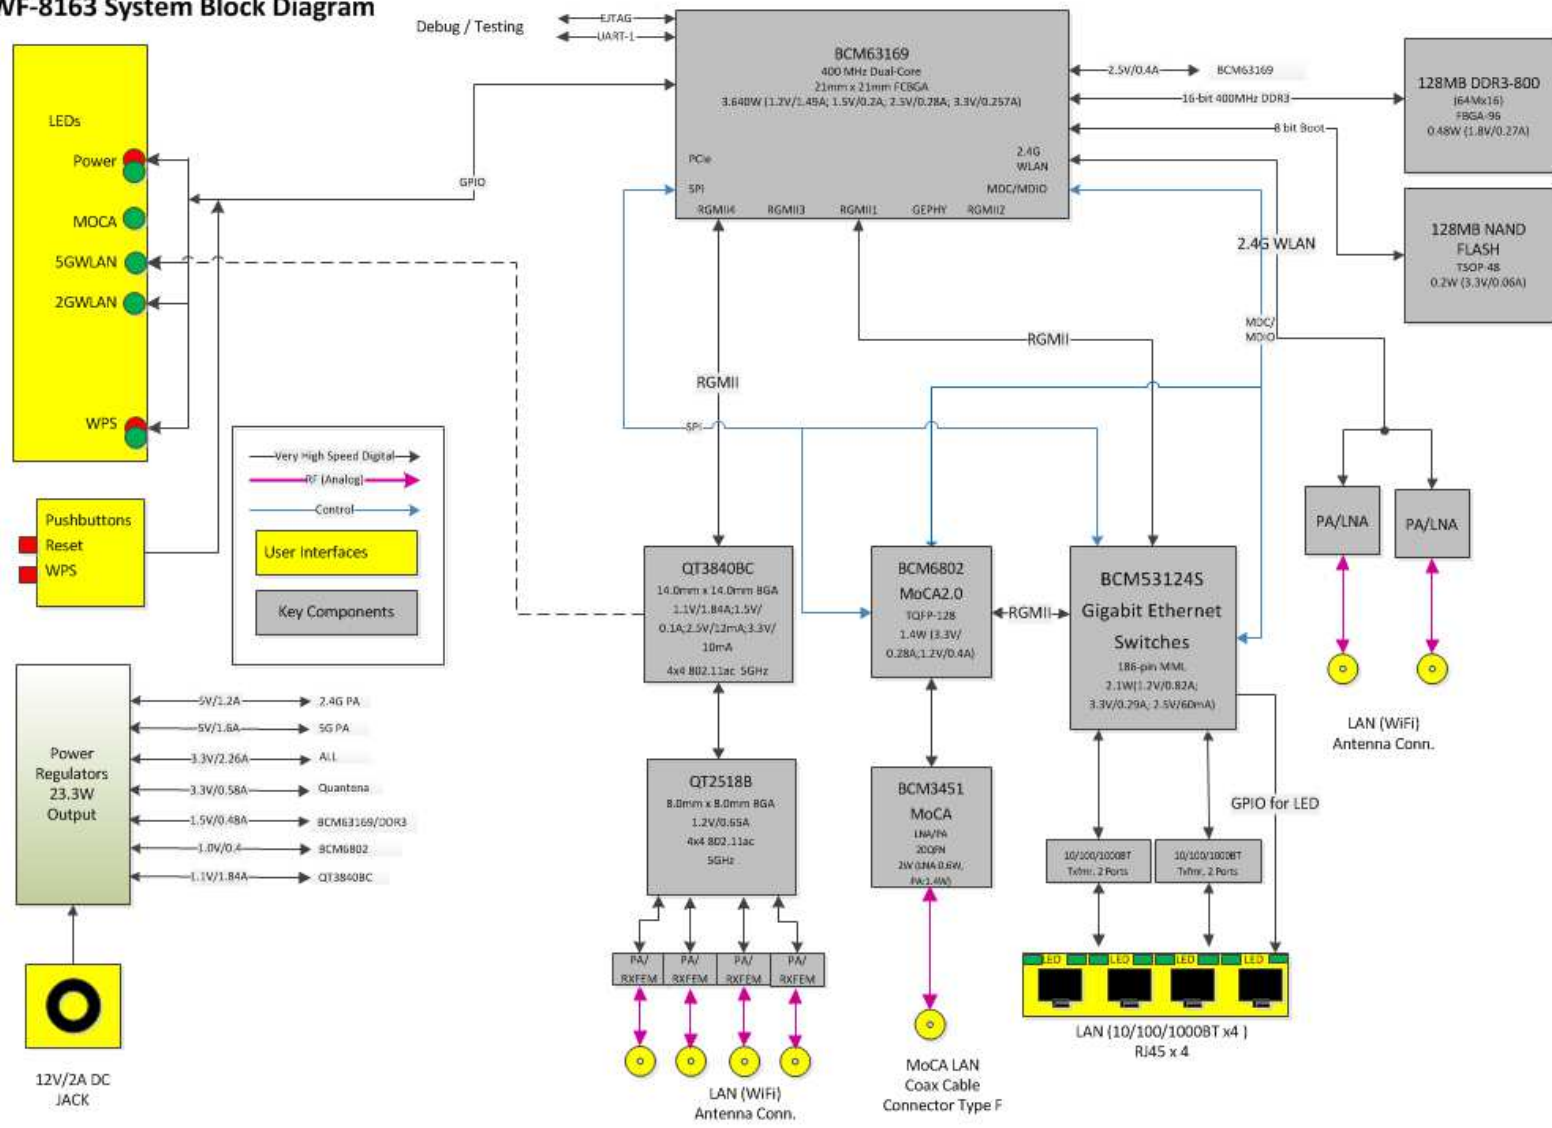 WF-8163 System Block Diagram
Debug / Testing
EJTAG
UART-1
BCM63169
400 MHz Dual-Core
21mm x 21mm FCBGA
3.640W (1.2V/1.49A; 1.5V/0.2A; 2.5V/0.28A; 3.3V/0.257A)
PCIe
SPI
2.4G
WLAN
MDC/MDIO
RGMII4
RGMII3
RGMII1
GEPHY
RGMII2
2.5V/0.4A
BCM63169
16-bit 400MHz DDR3
8 bit Boot
128MB DDR3-800
(64Mx16)
FBGA-96
0.48W (1.8V/0.27A)
128MB NAND
FLASH
TSOP-48
0.2W (3.3V/0.06A)
LEDs
Power
MOCA
5GWLAN
2GWLAN
WPS
GPIO
2.4G WLAN
MDC/
MDIO
RGMII
RGMII
SPI
Very High Speed Digital
RF (Analog)
Control
User Interfaces
Key Components
Pushbuttons
Reset
WPS
PA/LNA
PA/LNA
LAN (WiFi)
Antenna Conn.
QT3840BC
14.0mm x 14.0mm BGA
1.1V/1.84A;1.5V/
0.1A;2.5V/12mA;3.3V/
10mA
4x4 802.11ac 5GHz
BCM6802
MoCA2.0
TQFP-128
1.4W (3.3V/
0.28A;1.2V/0.4A)
RGMII
BCM53124S
Gigabit Ethernet
Switches
186-pin MML
2.1W(1.2V/0.82A;
3.3V/0.29A; 2.5V/60mA)
Power
Regulators
23.3W
Output
5V/1.2A
2.4G PA
5V/1.6A
5G PA
3.3V/2.26A
ALL
3.3V/0.58A
Quantena
1.5V/0.48A
BCM63169/DDR3
1.0V/0.4
BCM6802
1.1V/1.84A
QT3840BC
QT2518B
8.0mm x 8.0mm BGA
1.2V/0.65A
4x4 802.11ac
5GHz
BCM3451
MoCA
LNA/PA
20QFN
2W (LNA 0.6W,
PA:1.4W)
GPIO for LED
10/100/1000BT
Txfmr, 2 Ports
10/100/1000BT
Txfmr, 2 Ports
PA/
RXFEM
PA/
RXFEM
PA/
RXFEM
PA/
RXFEM
LED
LED
LED
LED
LAN (10/100/1000BT x4 )
RJ45 x 4
12V/2A DC
JACK
LAN (WiFi)
Antenna Conn.
MoCA LAN
Coax Cable
Connector Type F